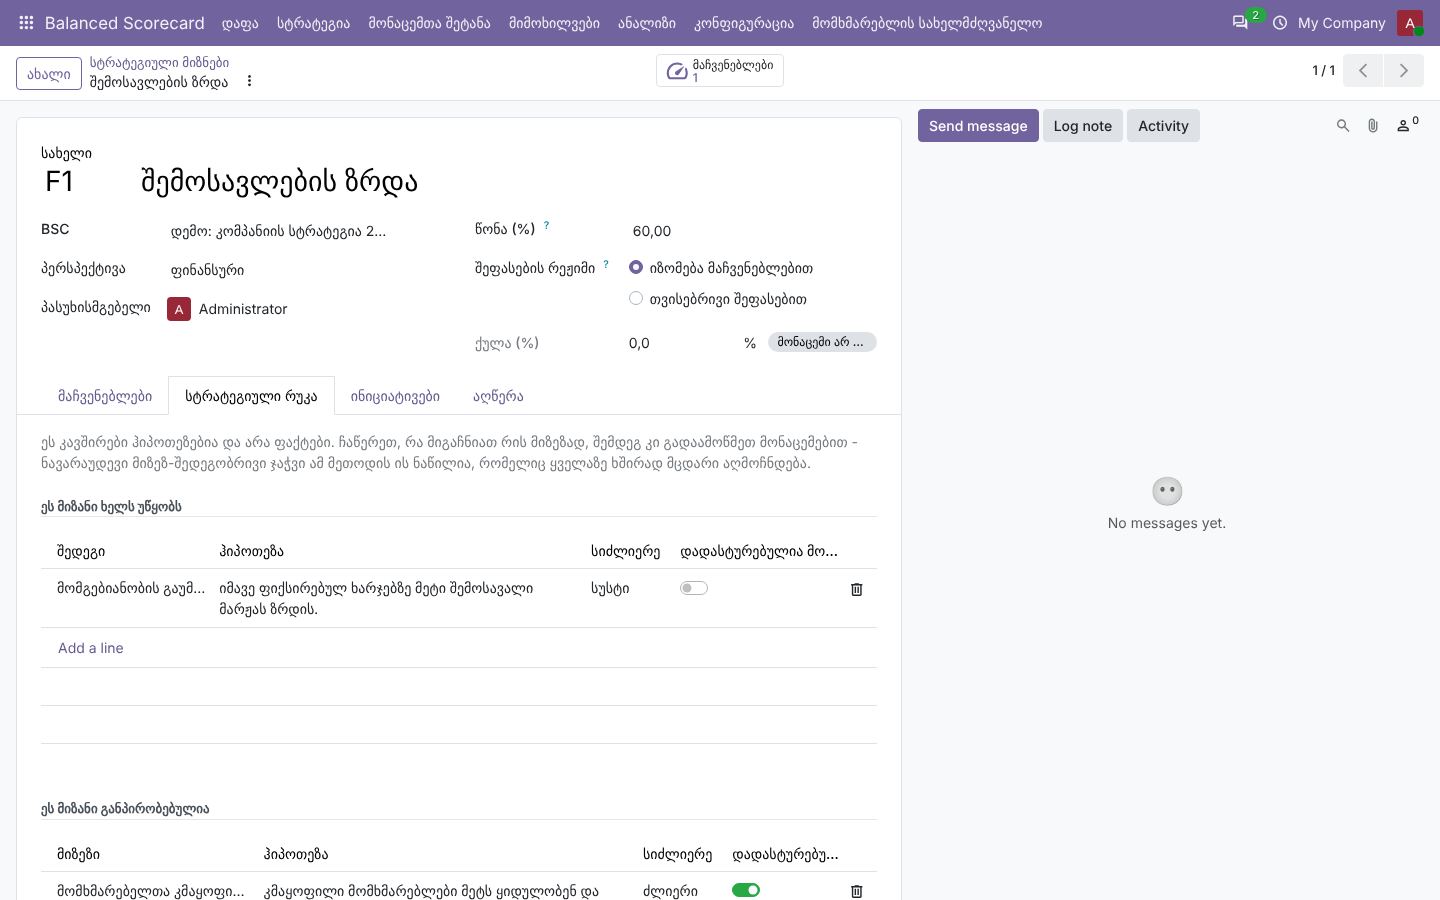 Balanced Scorecard დაფა სტრატეგია მონაცემთა შეტანა მიმოხილვები ანალიზი კონფიგურაცია მომხმარებლის სახელმძღვანელო 2 My Company A
ახალი
სტრატეგიული მიზნები
შემოსავლების ზრდა
მაჩვენებლები
1
1 / 1
Send message Log note Activity 0
სახელი
F1 შემოსავლების ზრდა
BSC დემო: კომპანიის სტრატეგია 2...
წონა (%) ? 60,00
პერსპექტივა ფინანსური
შეფასების რეჟიმი ? იზომება მაჩვენებლებით
თვისებრივი შეფასებით
პასუხისმგებელი A Administrator
ქულა (%) 0,0 % მონაცემი არ ...
მაჩვენებლები სტრატეგიული რუკა ინიციატივები აღწერა
ეს კავშირები ჰიპოთეზებია და არა ფაქტები. ჩაწერეთ, რა მიგაჩნიათ რის მიზეზად, შემდეგ კი გადაამოწმეთ მონაცემებით -
ნავარაუდევი მიზეზ-შედეგობრივი ჯაჭვი ამ მეთოდის ის ნაწილია, რომელიც ყველაზე ხშირად მცდარი აღმოჩნდება.
ეს მიზანი ხელს უწყობს
შედეგი ჰიპოთეზა სიძლიერე დადასტურებულია მო...
მომგებიანობის გაუმ... იმავე ფიქსირებულ ხარჯებზე მეტი შემოსავალი სუსტი
მარჟას ზრდის.
Add a line
ეს მიზანი განპირობებულია
მიზეზი ჰიპოთეზა სიძლიერე დადასტურებუ...
მომხმარებელთა კმაყოფი... კმაყოფილი მომხმარებლები მეტს ყიდულობენ და ძლიერი
No messages yet.